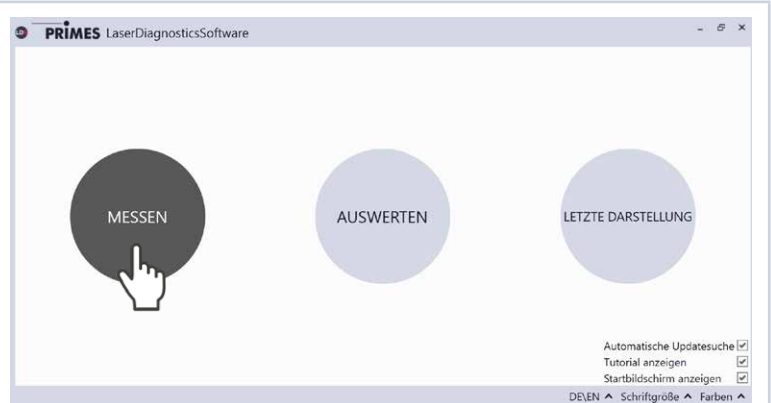 PRIMES LaserDiagnosticsSoftware
MESSEN
AUSWERTEN
LETZTE DARSTELLUNG
Automatische Updatesuche
Tutorial anzeigen
Startbildschirm anzeigen
DE\EN Schriftgröße Farben